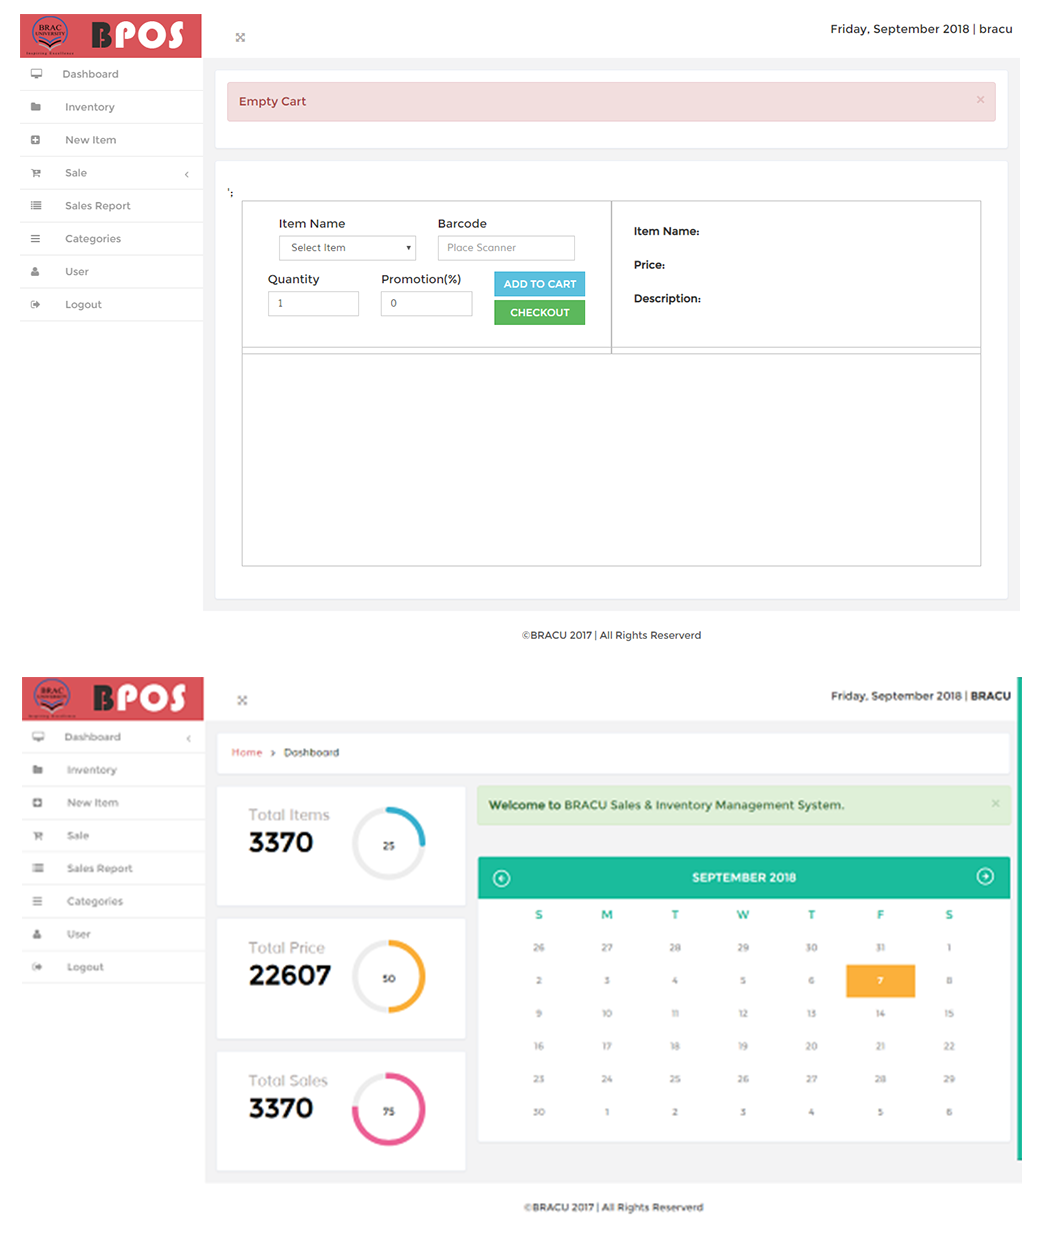 BRAC
UNIVERSITY
Inspiring Excellence
BPOS
Friday, September 2018 | bracu
Dashboard
Inventory
New Item
Sale
Sales Report
Categories
User
Logout
Empty Cart ×
';
Item Name
Barcode
Select Item
Place Scanner
Quantity
Promotion(%)
1
0
ADD TO CART
CHECKOUT
Item Name:
Price:
Description:
©BRACU 2017 | All Rights Reserverd
BRAC
UNIVERSITY
Inspiring Excellence
BPOS
Friday, September 2018 | BRACU
Dashboard
Inventory
New Item
Sale
Sales Report
Categories
User
Logout
Home > Dashboard
Total Items
3370
25
Total Price
22607
50
Total Sales
3370
75
Welcome to BRACU Sales & Inventory Management System. ×
SEPTEMBER 2018
S M T W T F S
26 27 28 29 30 31 1
2 3 4 5 6 7 8
9 10 11 12 13 14 15
16 17 18 19 20 21 22
23 24 25 26 27 28 29
30 1 2 3 4 5 6
©BRACU 2017 | All Rights Reserverd